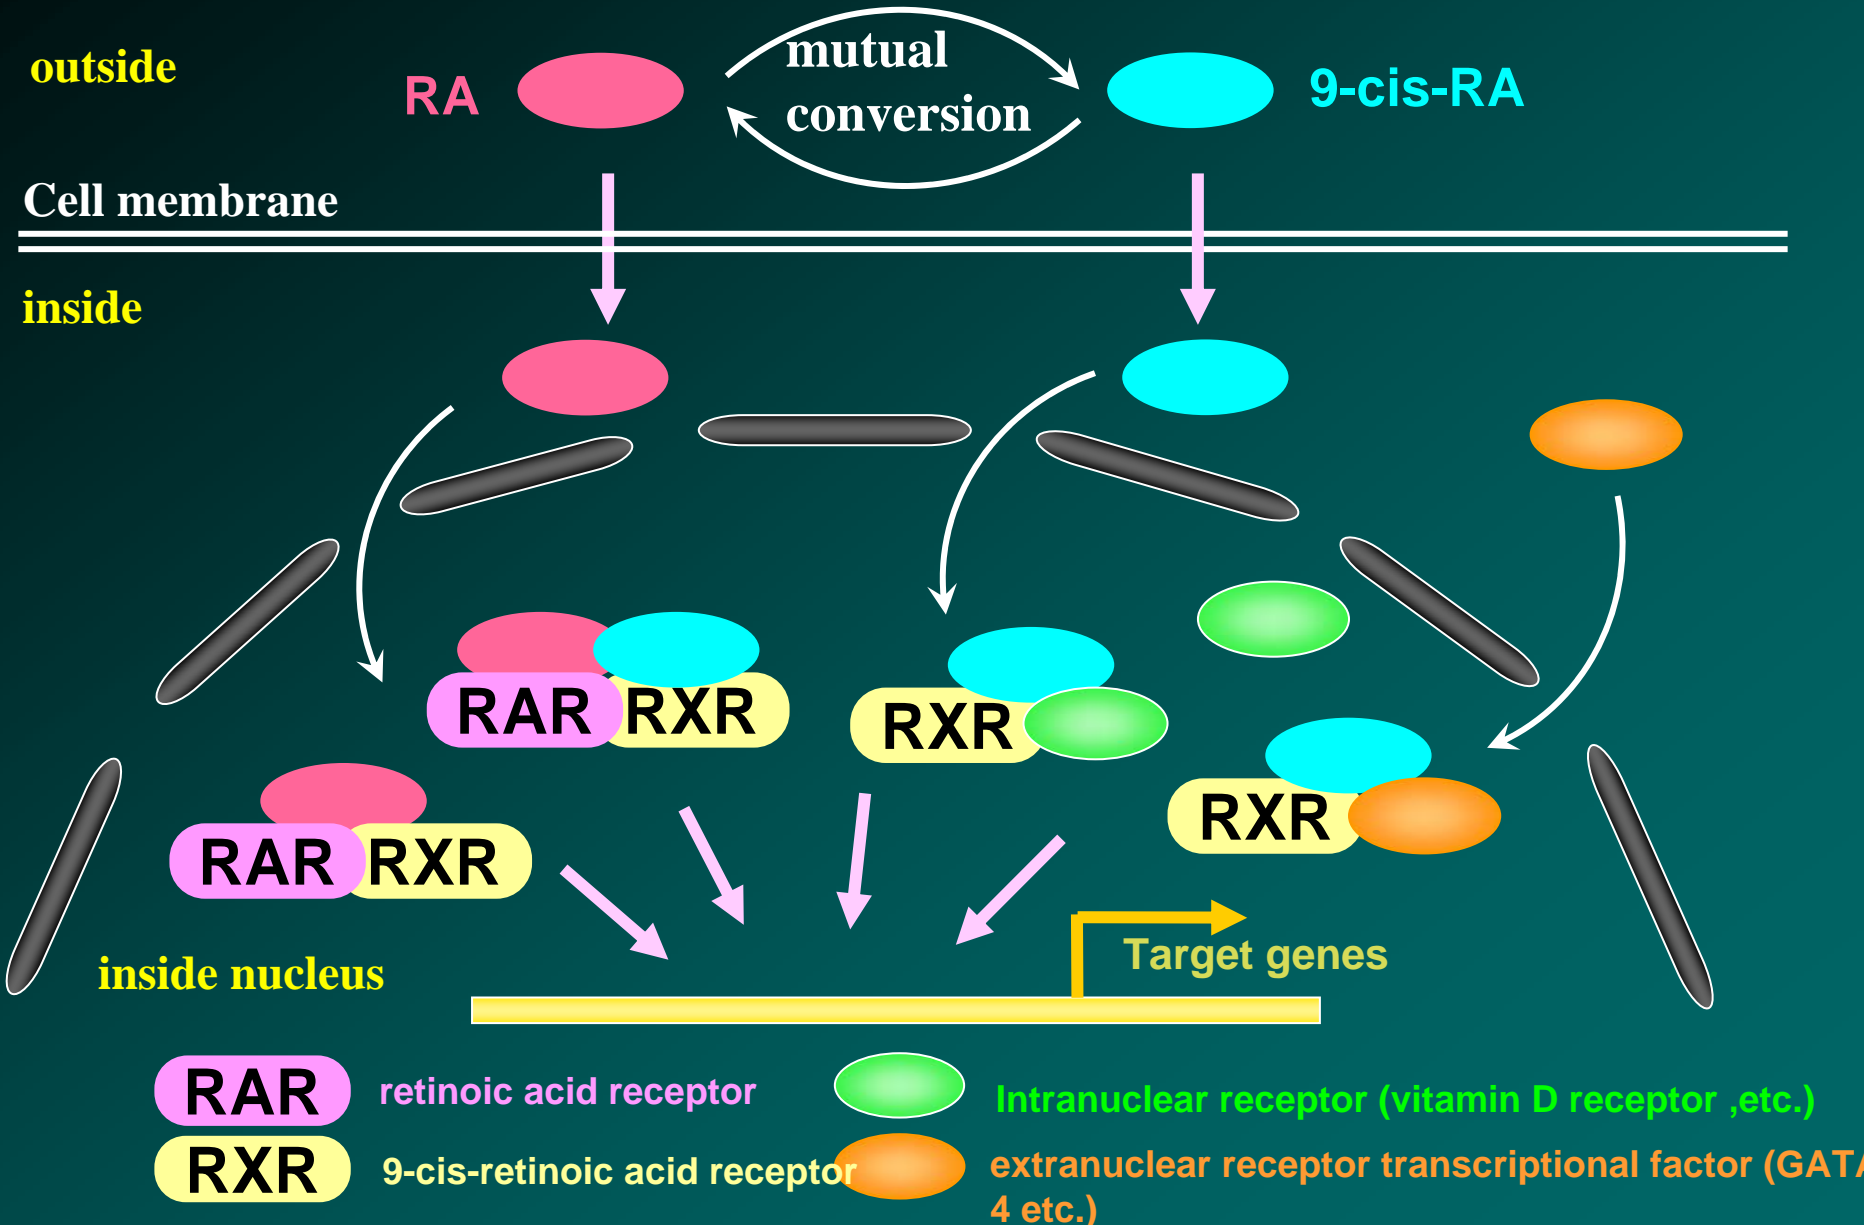 outside
RA
mutual
conversion
9-cis-RA
Cell membrane
inside
RAR RXR
RXR
RXR
RAR RXR
Target genes
inside nucleus
RAR retinoic acid receptor
Intranuclear receptor (vitamin D receptor ,etc.)
RXR 9-cis-retinoic acid receptor
extranuclear receptor transcriptional factor (GATA
4 etc.)